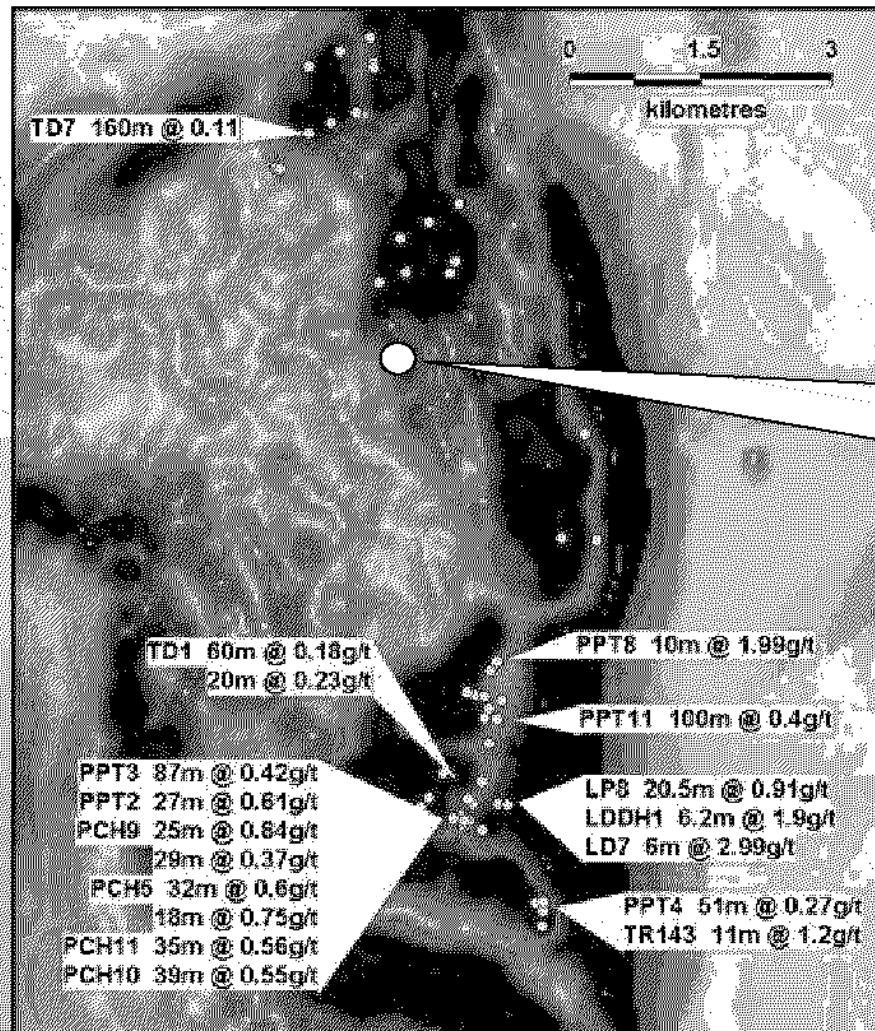 0 1.5 3
kilometres
TD7 160m @ 0.11
TD1 60m @ 0.18g/t
20m @ 0.23g/t
PPT8 10m @ 1.99g/t
PPT11 100m @ 0.4g/t
PPT3 87m @ 0.42g/t
PPT2 27m @ 0.61g/t
PCH9 25m @ 0.84g/t
29m @ 0.37g/t
PCH5 32m @ 0.6g/t
18m @ 0.75g/t
PCH11 35m @ 0.56g/t
PCH10 39m @ 0.55g/t
LP8 20.5m @ 0.91g/t
LDDH1 6.2m @ 1.9g/t
LD7 6m @ 2.99g/t
PPT4 51m @ 0.27g/t
TR143 11m @ 1.2g/t